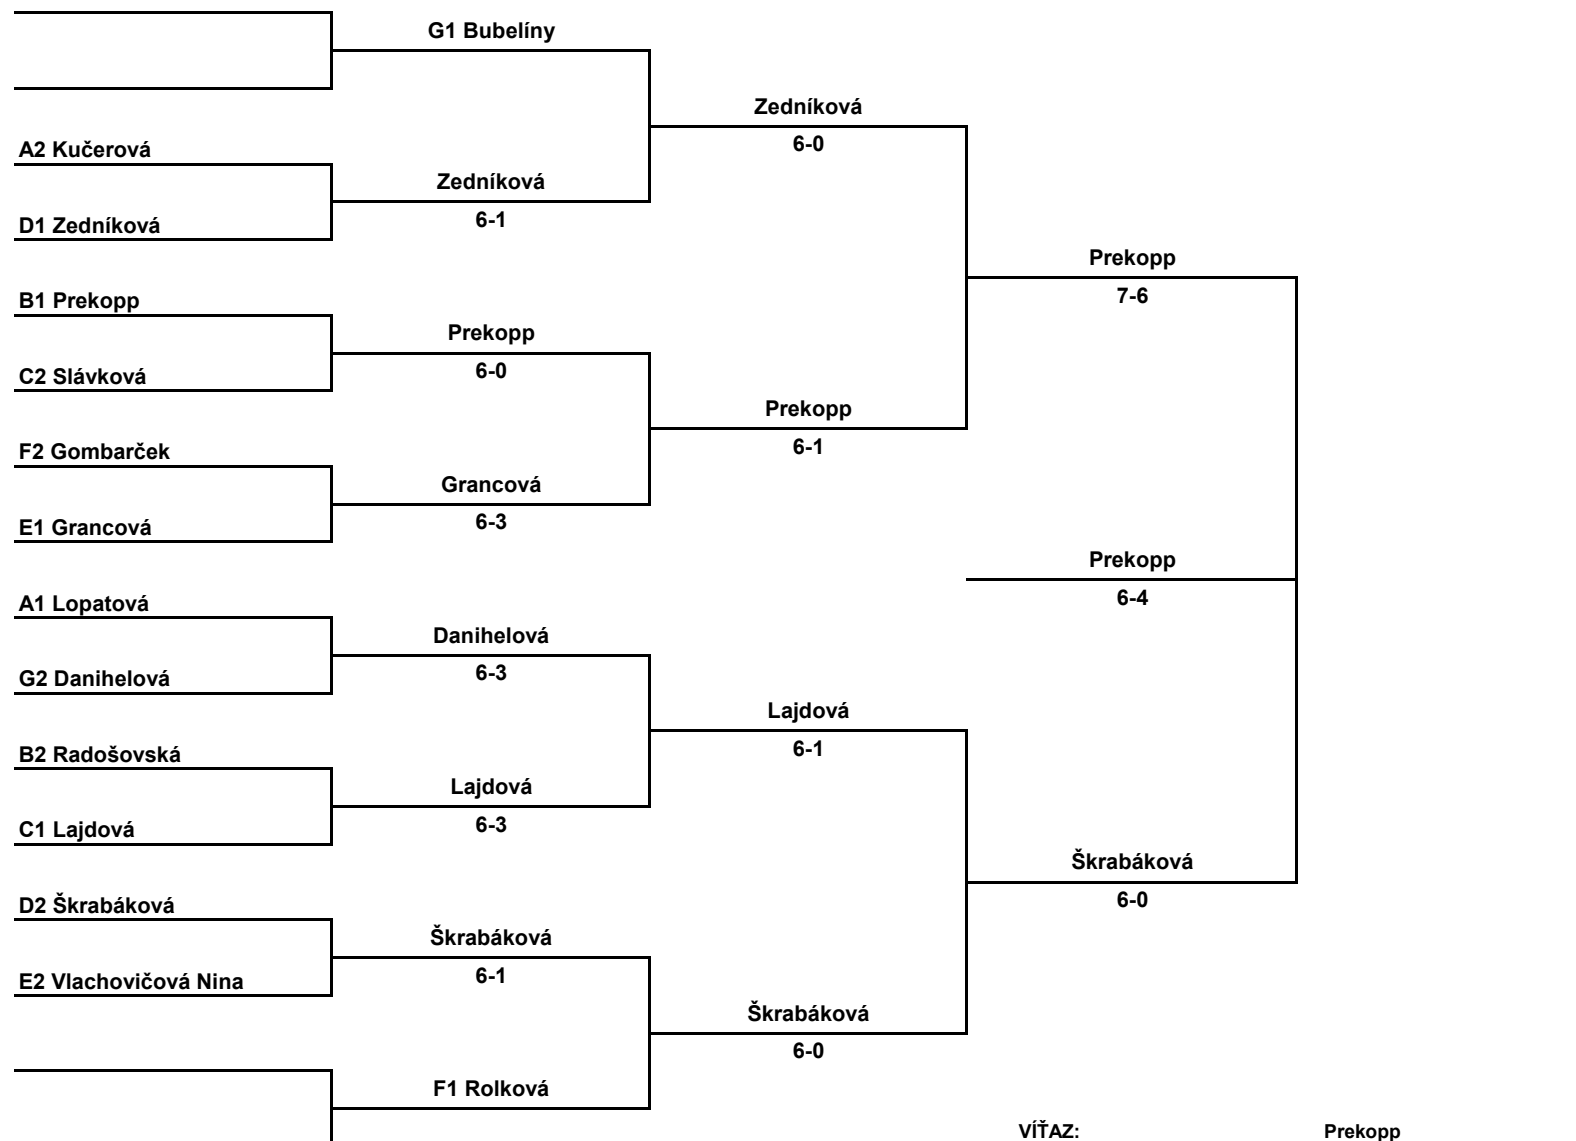 G1 Bubelíny
Zedníková
6-0
A2 Kučerová
Zedníková
6-1
D1 Zedníková
Prekopp
7-6
B1 Prekopp
Prekopp
6-0
C2 Slávková
Prekopp
6-1
F2 Gombarček
Grancová
6-3
E1 Grancová
Prekopp
6-4
A1 Lopatová
Danihelová
6-3
G2 Danihelová
Lajdová
6-1
B2 Radošovská
Lajdová
6-3
C1 Lajdová
Škrabáková
6-0
D2 Škrabáková
Škrabáková
6-1
E2 Vlachovičová Nina
Škrabáková
6-0
F1 Rolková
VÍŤAZ: Prekopp